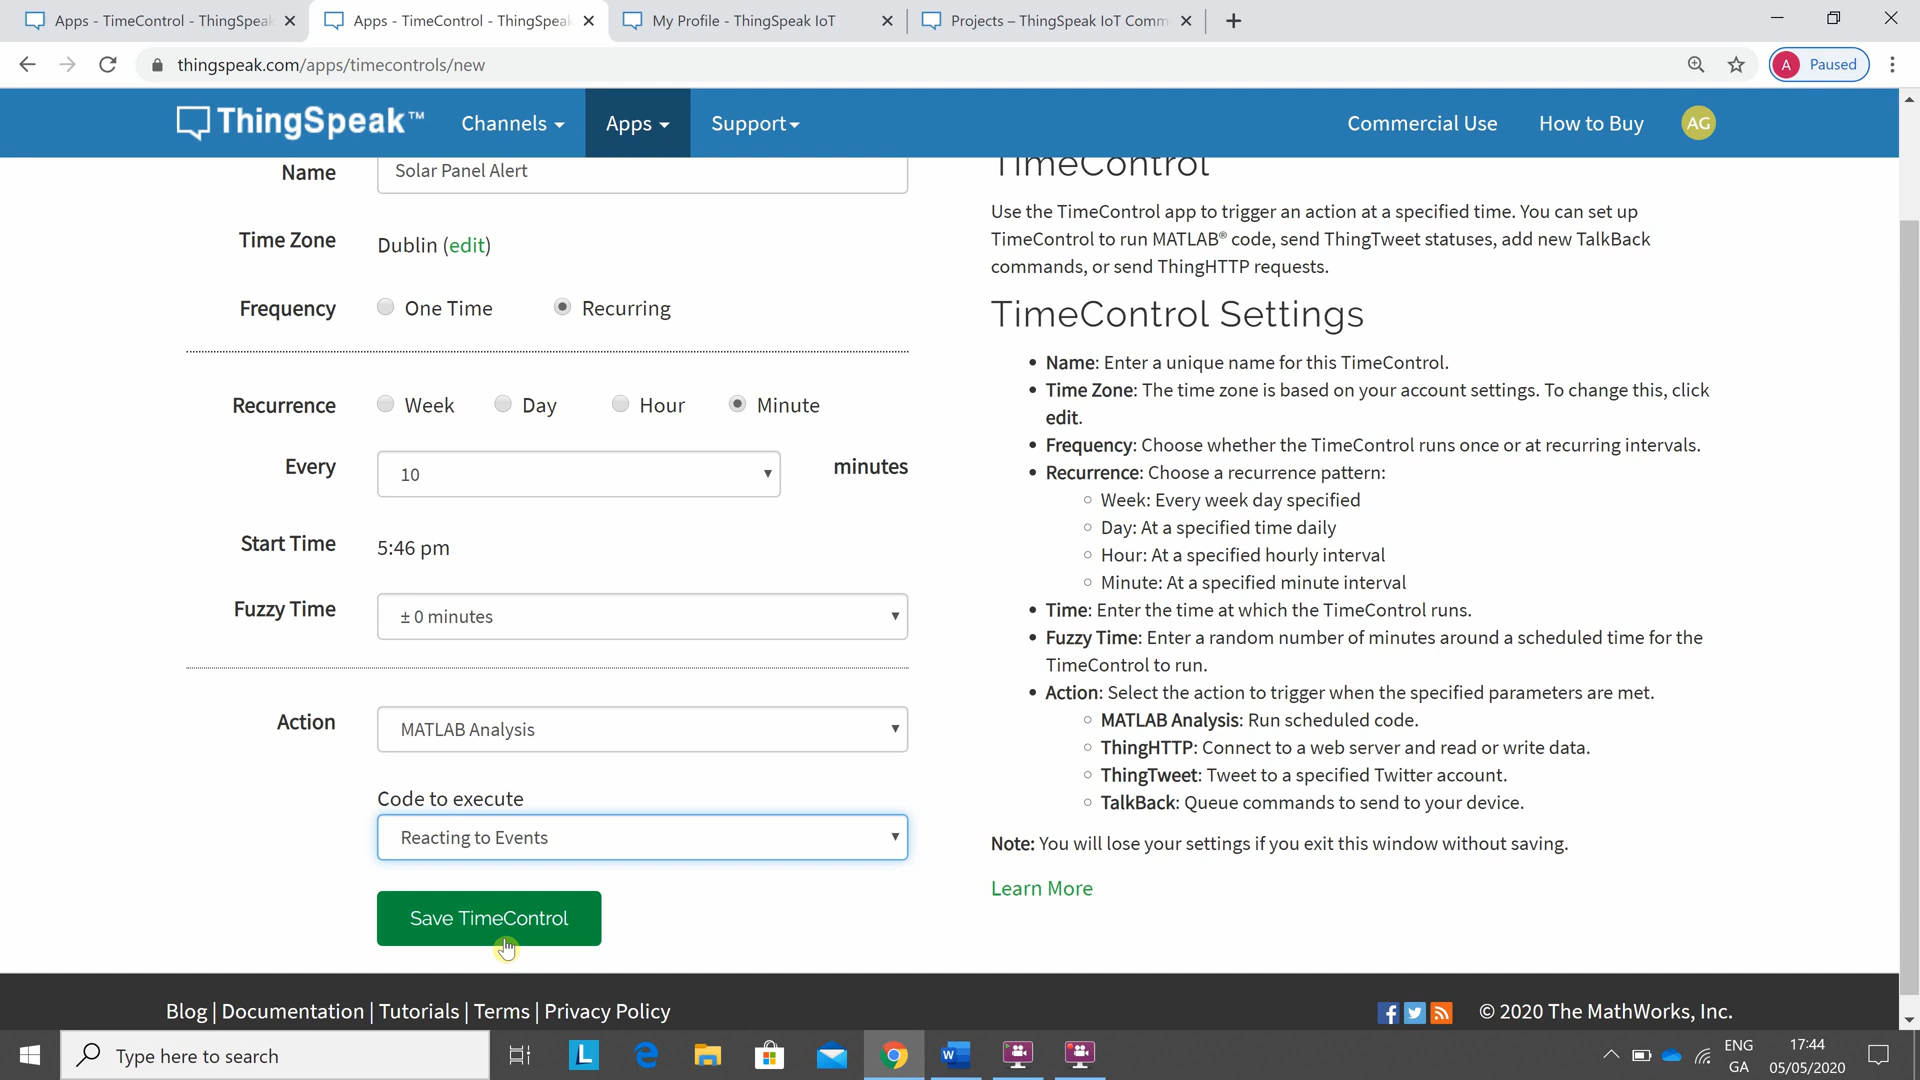 Apps - TimeControl - ThingSpeak
Apps - TimeControl - ThingSpeak
My Profile - ThingSpeak IoT
Projects – ThingSpeak IoT Comm
thingspeak.com/apps/timecontrols/new
A Paused
ThingSpeak™
Channels
Apps
Support
Commercial Use
How to Buy
AG
Name
Solar Panel Alert
Time Zone
Dublin (edit)
Frequency
One Time
Recurring
Recurrence
Week
Day
Hour
Minute
Every
10
minutes
Start Time
5:46 pm
Fuzzy Time
± 0 minutes
Action
MATLAB Analysis
Code to execute
Reacting to Events
Save TimeControl
TimeControl
Use the TimeControl app to trigger an action at a specified time. You can set up
TimeControl to run MATLAB® code, send ThingTweet statuses, add new TalkBack
commands, or send ThingHTTP requests.
TimeControl Settings
Name: Enter a unique name for this TimeControl.
Time Zone: The time zone is based on your account settings. To change this, click
edit.
Frequency: Choose whether the TimeControl runs once or at recurring intervals.
Recurrence: Choose a recurrence pattern:
Week: Every week day specified
Day: At a specified time daily
Hour: At a specified hourly interval
Minute: At a specified minute interval
Time: Enter the time at which the TimeControl runs.
Fuzzy Time: Enter a random number of minutes around a scheduled time for the
TimeControl to run.
Action: Select the action to trigger when the specified parameters are met.
MATLAB Analysis: Run scheduled code.
ThingHTTP: Connect to a web server and read or write data.
ThingTweet: Tweet to a specified Twitter account.
TalkBack: Queue commands to send to your device.
Note: You will lose your settings if you exit this window without saving.
Learn More
Blog | Documentation | Tutorials | Terms | Privacy Policy
© 2020 The MathWorks, Inc.
Type here to search
L
ENG
GA
17:44
05/05/2020